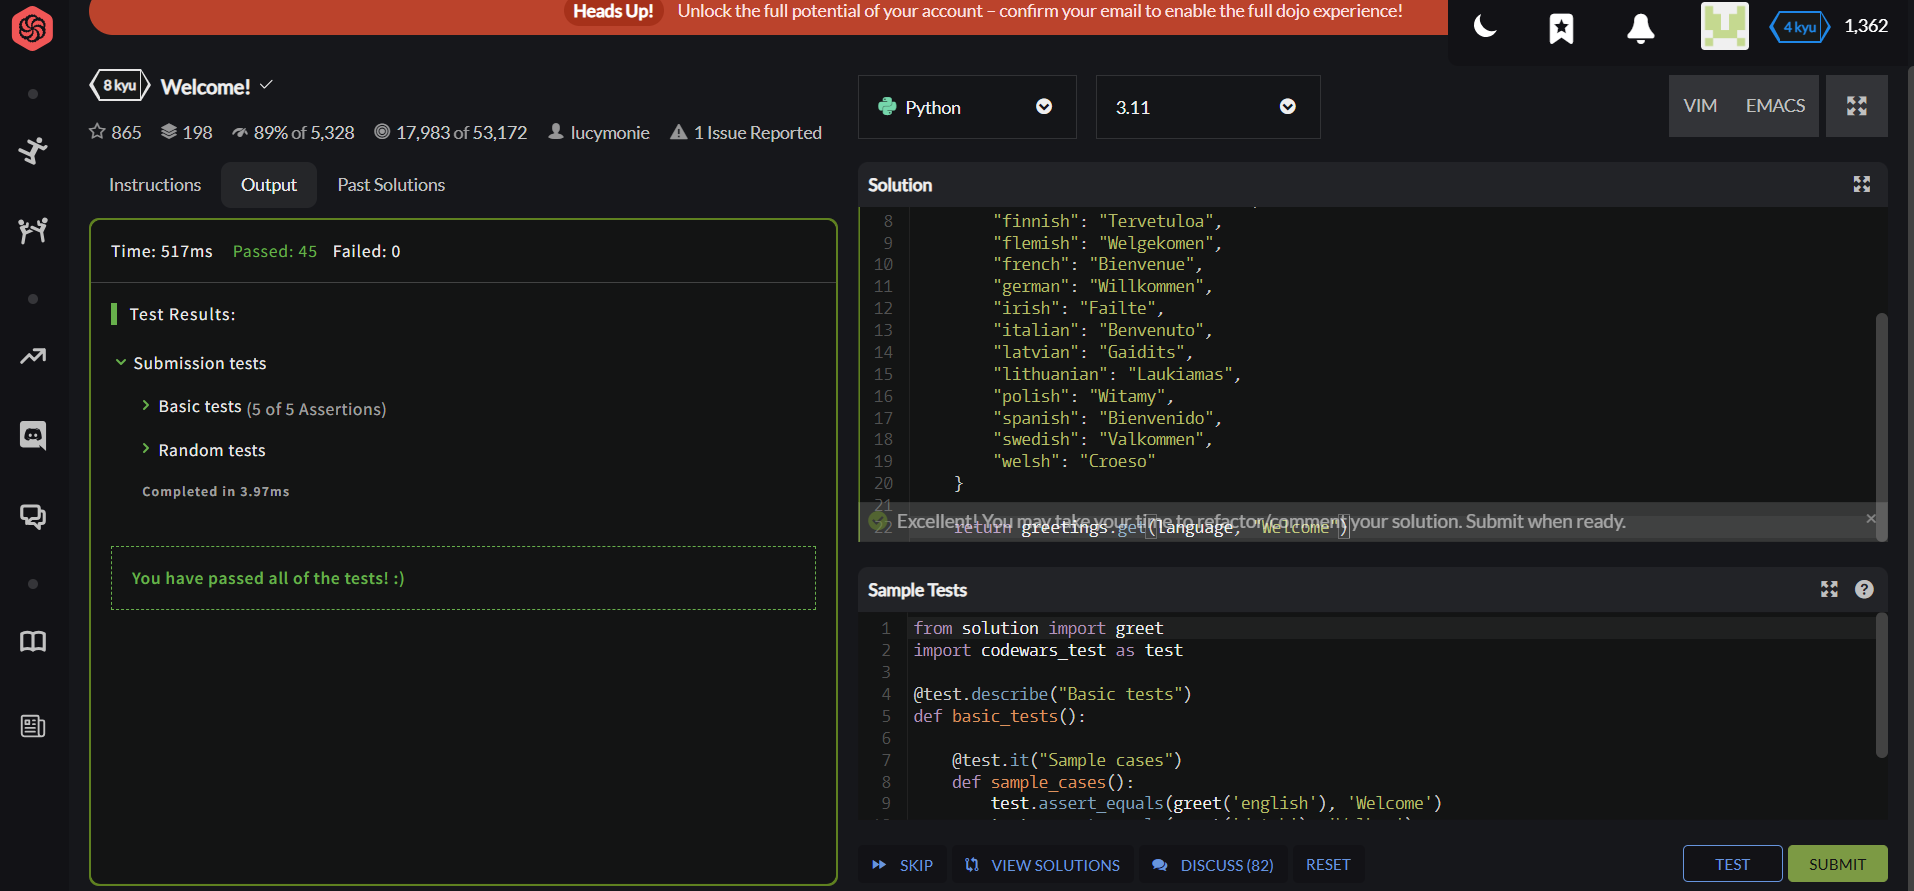 Heads Up! Unlock the full potential of your account – confirm your email to enable the full dojo experience!
4 kyu 1,362
8 kyu Welcome!
865 198 89% of 5,328 17,983 of 53,172 lucymonie 1 Issue Reported
Instructions Output Past Solutions
Time: 517ms Passed: 45 Failed: 0
Test Results:
Submission tests
Basic tests (5 of 5 Assertions)
Random tests
Completed in 3.97ms
You have passed all of the tests! :)
Python 3.11 VIM EMACS
Solution
8 "finnish": "Tervetuloa",
9 "flemish": "Welgekomen",
10 "french": "Bienvenue",
11 "german": "Willkommen",
12 "irish": "Failte",
13 "italian": "Benvenuto",
14 "latvian": "Gaidits",
15 "lithuanian": "Laukiamas",
16 "polish": "Witamy",
17 "spanish": "Bienvenido",
18 "swedish": "Valkommen",
19 "welsh": "Croeso"
20 }
21
22 return greetings.get(language, "Welcome")
Excellent! You may take your time to refactor/comment your solution. Submit when ready.
Sample Tests
1 from solution import greet
2 import codewars_test as test
3
4 @test.describe("Basic tests")
5 def basic_tests():
6
7 @test.it("Sample cases")
8 def sample_cases():
9 test.assert_equals(greet('english'), 'Welcome')
SKIP VIEW SOLUTIONS DISCUSS (82) RESET TEST SUBMIT